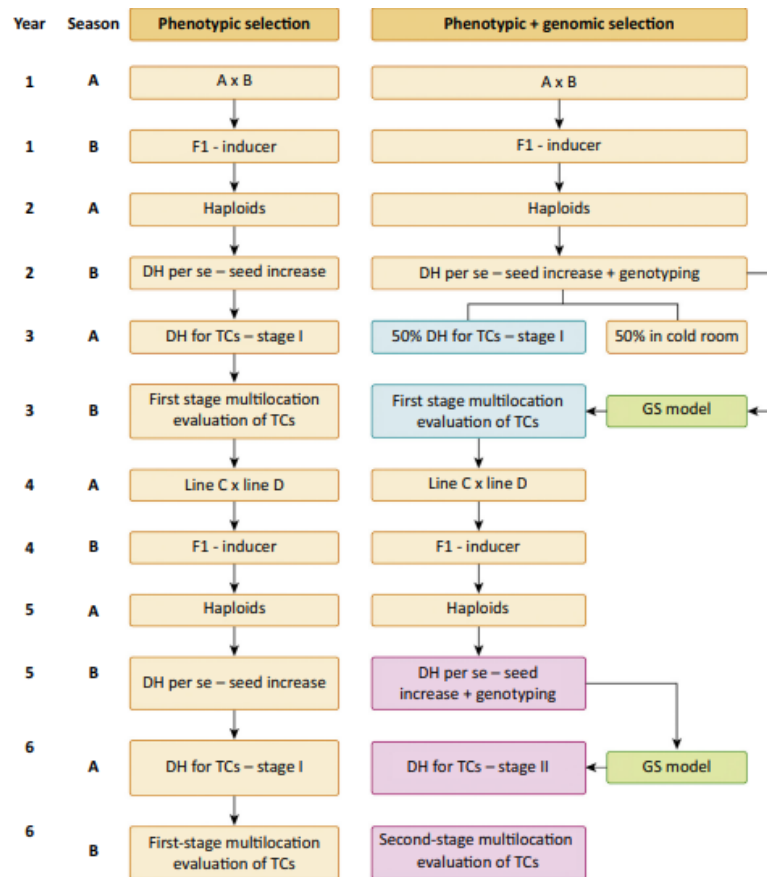 Year Season Phenotypic selection Phenotypic + genomic selection
1 A A x B A x B
1 B F1 - inducer F1 - inducer
2 A Haploids Haploids
2 B DH per se – seed increase DH per se – seed increase + genotyping
3 A DH for TCs – stage I 50% DH for TCs – stage I 50% in cold room
3 B First stage multilocation First stage multilocation GS model
evaluation of TCs evaluation of TCs
4 A Line C x line D Line C x line D
4 B F1 - inducer F1 - inducer
5 A Haploids Haploids
5 B DH per se – seed increase DH per se – seed
increase + genotyping
6
A DH for TCs – stage I DH for TCs – stage II GS model
6
B First-stage multilocation Second-stage multilocation
evaluation of TCs evaluation of TCs